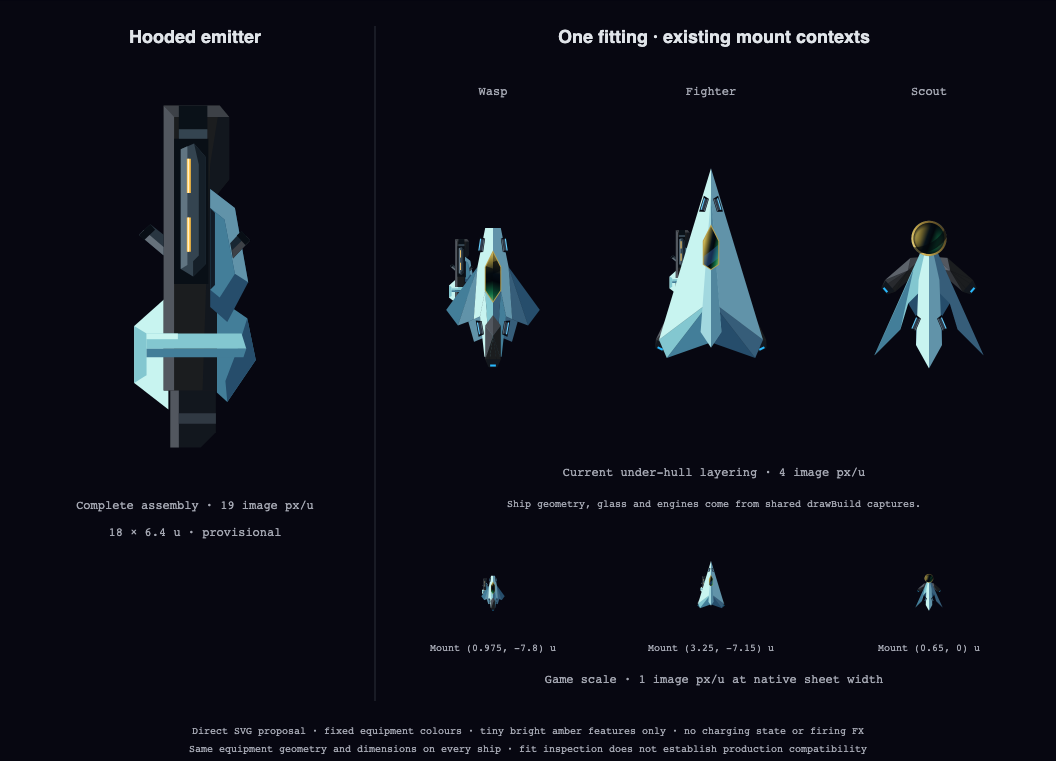 Hooded emitter
One fitting · existing mount contexts
Wasp
Fighter
Scout
Current under-hull layering · 4 image px/u
Ship geometry, glass and engines come from shared drawBuild captures.
Complete assembly · 19 image px/u
18 × 6.4 u · provisional
Mount (0.975, -7.8) u
Mount (3.25, -7.15) u
Mount (0.65, 0) u
Game scale · 1 image px/u at native sheet width
Direct SVG proposal · fixed equipment colours · tiny bright amber features only · no charging state or firing FX
Same equipment geometry and dimensions on every ship · fit inspection does not establish production compatibility